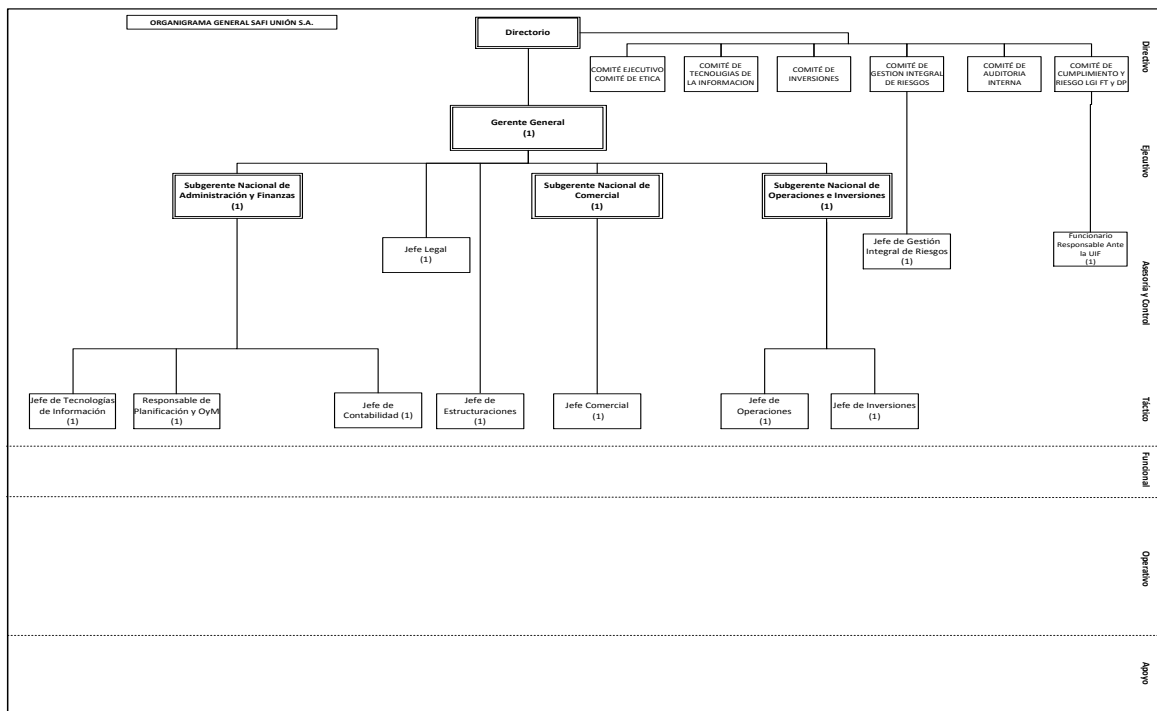 ORGANIGRAMA GENERAL SAFI UNIÓN S.A.
Directorio
COMITÉ EJECUTIVO
COMITÉ DE ETICA
COMITÉ DE
TECNOLIGIAS DE
LA INFORMACION
COMITÉ DE
INVERSIONES
COMITÉ DE
GESTION INTEGRAL
DE RIESGOS
COMITÉ DE
AUDITORIA
INTERNA
COMITÉ DE
CUMPLIMIENTO Y
RIESGO LGI FT y DP
Directivo
Gerente General
(1)
Ejecutivo
Subgerente Nacional de
Administración y Finanzas
(1)
Subgerente Nacional de
Comercial
(1)
Subgerente Nacional de
Operaciones e Inversiones
(1)
Jefe Legal
(1)
Jefe de Gestión
Integral de Riesgos
(1)
Funcionario
Responsable Ante
la UIF
(1)
Asesoría y Control
Jefe de Tecnologías
de Información
(1)
Responsable de
Planificación y OyM
(1)
Jefe de
Contabilidad (1)
Jefe de
Estructuraciones
(1)
Jefe Comercial
(1)
Jefe de
Operaciones
(1)
Jefe de Inversiones
(1)
Táctico
Funcional
Operativo
Apoyo